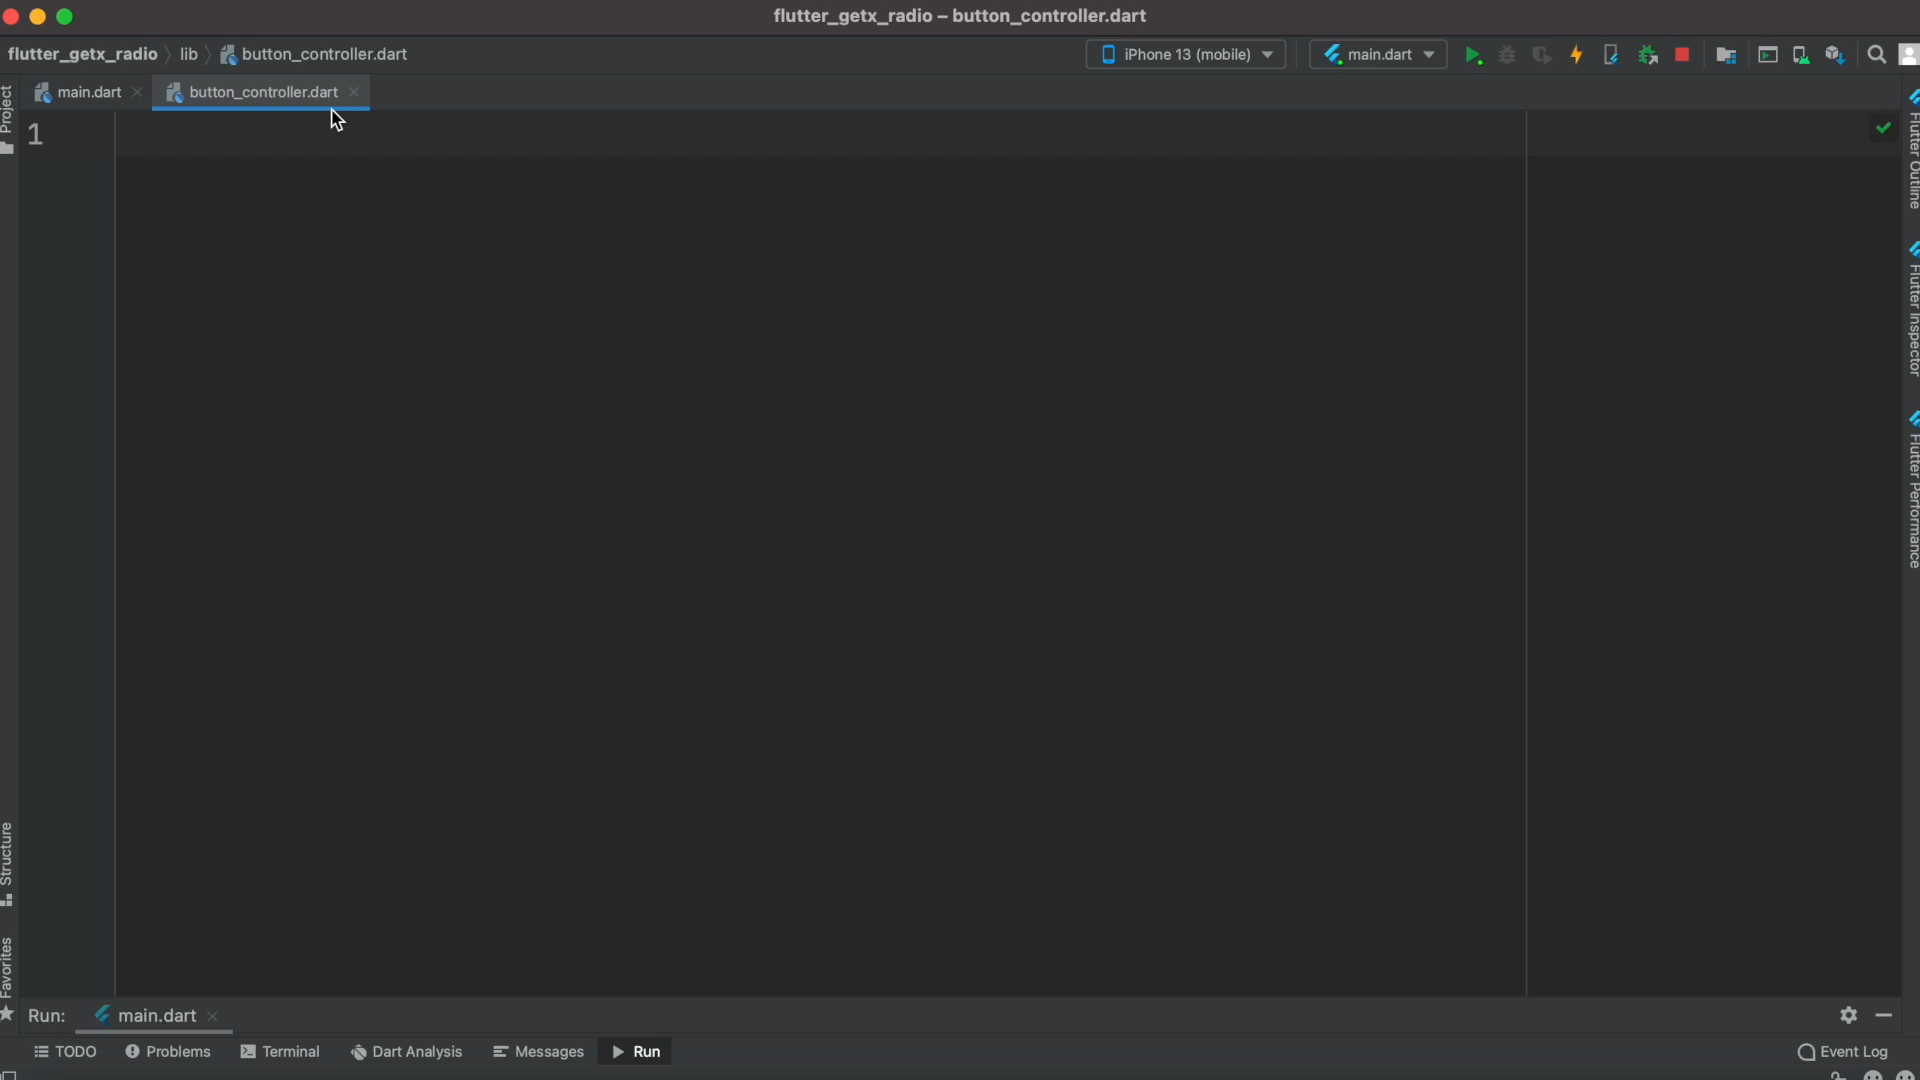 flutter_getx_radio – button_controller.dart
flutter_getx_radio lib button_controller.dart
iPhone 13 (mobile) main.dart
main.dart button_controller.dart
Project
1
Flutter Outline
Flutter Inspector
Flutter Performance
Structure
Favorites
Run: main.dart
TODO Problems Terminal Dart Analysis Messages Run Event Log